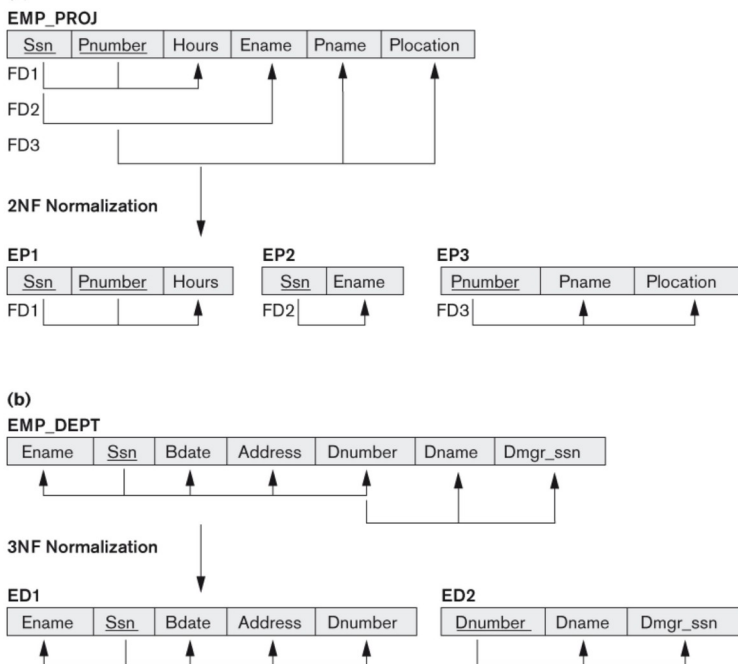 EMP_PROJ
Ssn Pnumber Hours Ename Pname Plocation
FD1
FD2
FD3
2NF Normalization
EP1 EP2 EP3
Ssn Pnumber Hours Ssn Ename Pnumber Pname Plocation
FD1 FD2 FD3
(b)
EMP_DEPT
Ename Ssn Bdate Address Dnumber Dname Dmgr_ssn
3NF Normalization
ED1 ED2
Ename Ssn Bdate Address Dnumber Dnumber Dname Dmgr_ssn